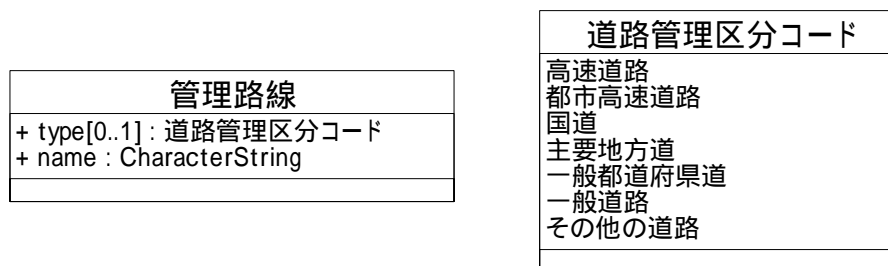 管理路線
+ type[0..1] : 道路管理区分コード
+ name : CharacterString
道路管理区分コード
高速道路
都市高速道路
国道
主要地方道
一般都道府県道
一般道路
その他の道路